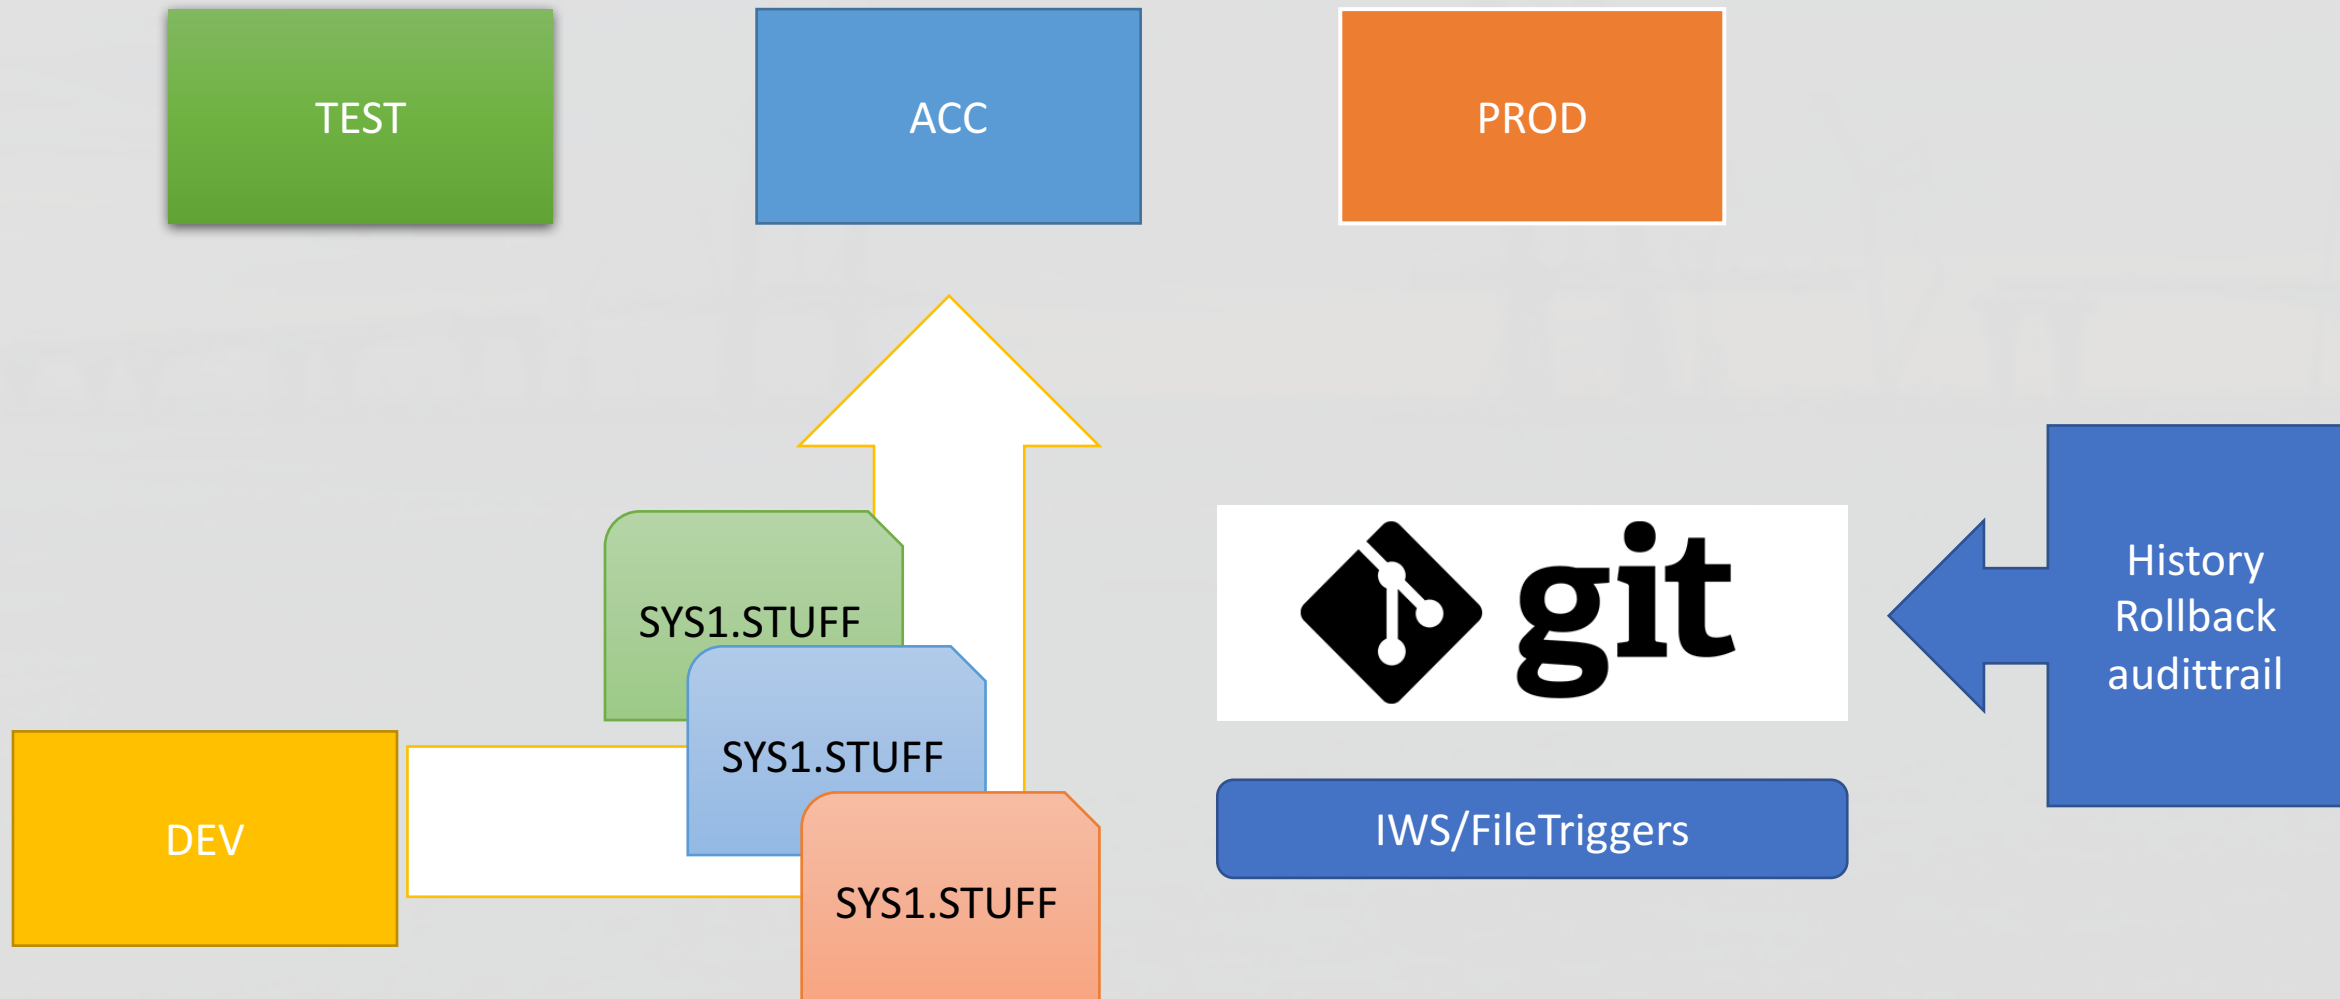 TEST
ACC
PROD
SYS1.STUFF
SYS1.STUFF
SYS1.STUFF
DEV
git
IWS/FileTriggers
History
Rollback
audittrail